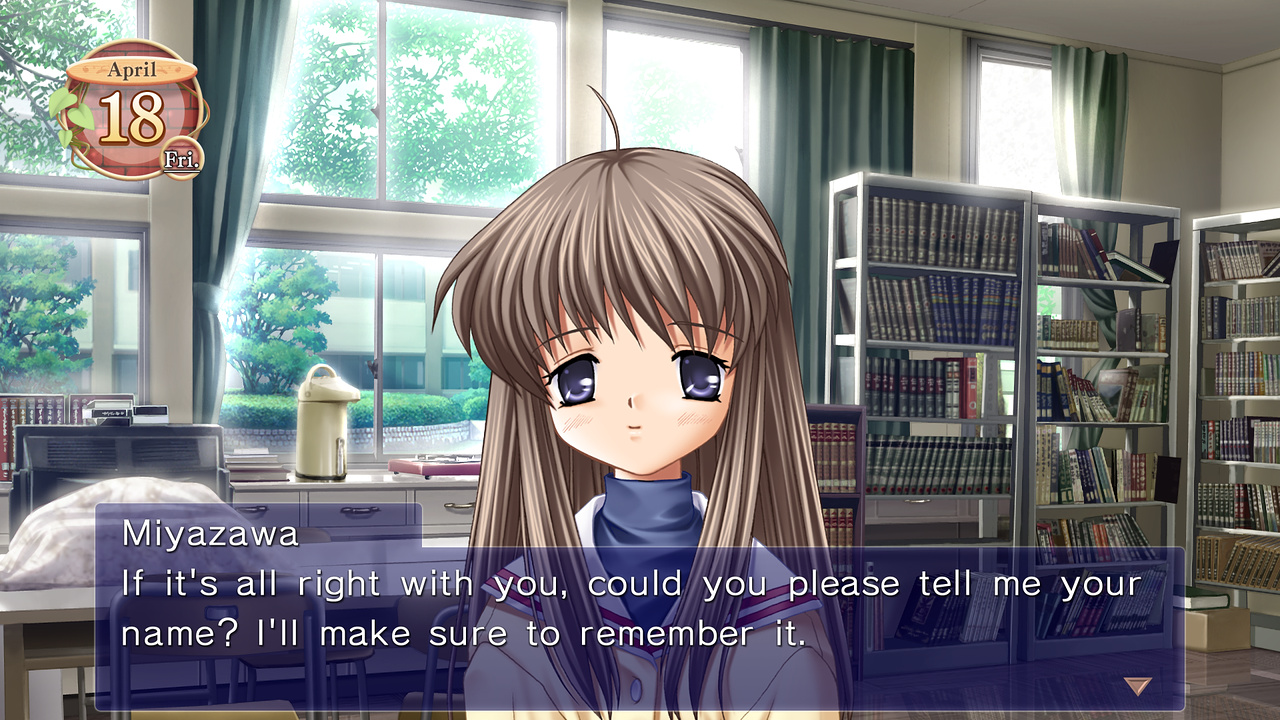 April
18
Fri.
Miyazawa
If it's all right with you, could you please tell me your
name? I'll make sure to remember it.